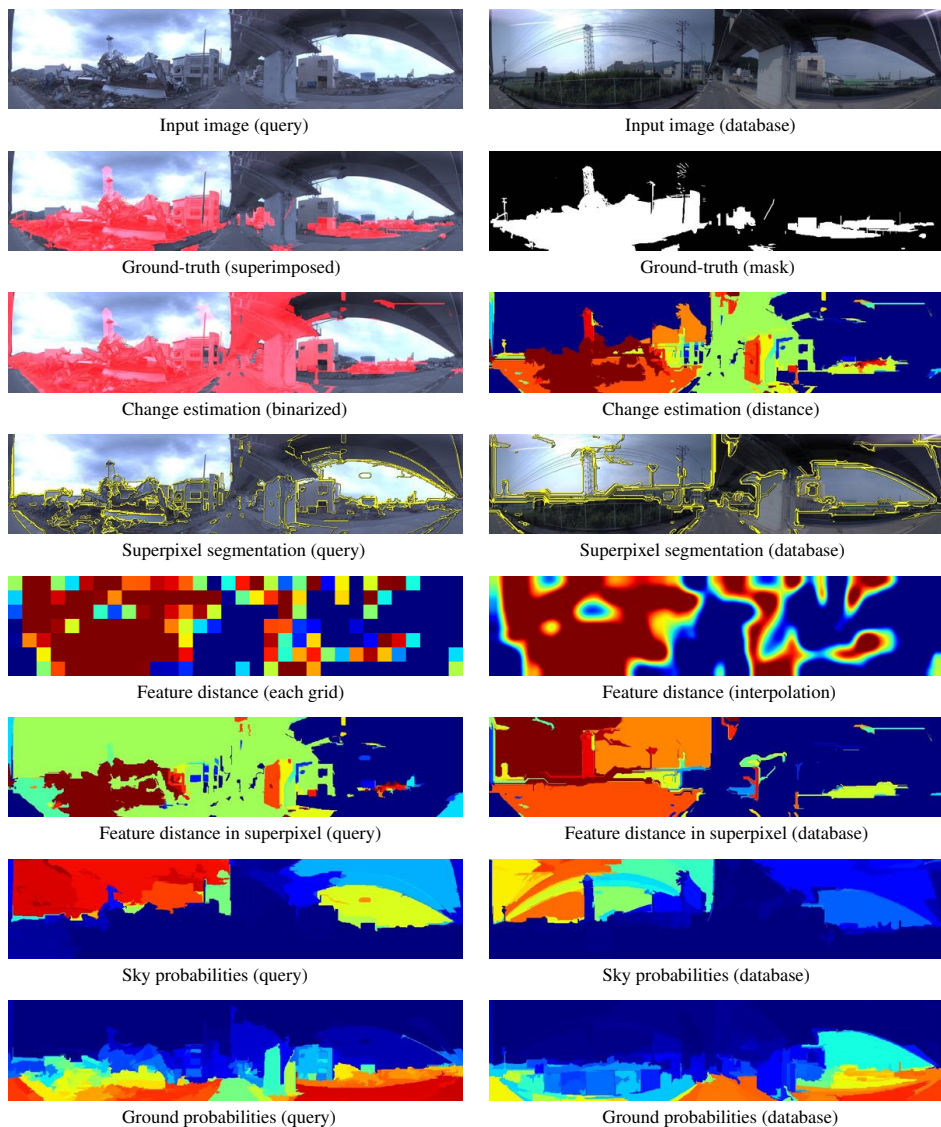 Input image (query)
Input image (database)
Ground-truth (superimposed)
Ground-truth (mask)
Change estimation (binarized)
Change estimation (distance)
Superpixel segmentation (query)
Superpixel segmentation (database)
Feature distance (each grid)
Feature distance (interpolation)
Feature distance in superpixel (query)
Feature distance in superpixel (database)
Sky probabilities (query)
Sky probabilities (database)
Ground probabilities (query)
Ground probabilities (database)